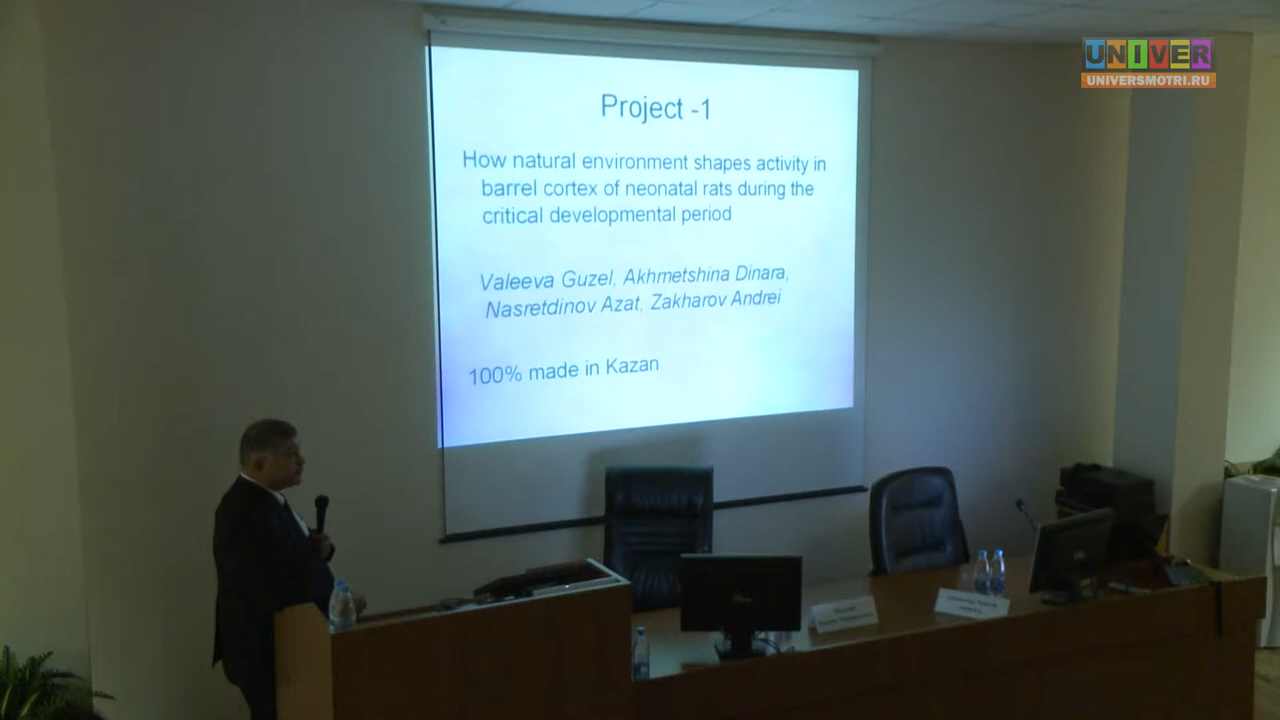 UNIVER
UNIVERSMOTRI.RU
Project -1
How natural environment shapes activity in
barrel cortex of neonatal rats during the
critical developmental period
Valeeva Guzel, Akhmetshina Dinara,
Nasretdinov Azat, Zakharov Andrei
100% made in Kazan